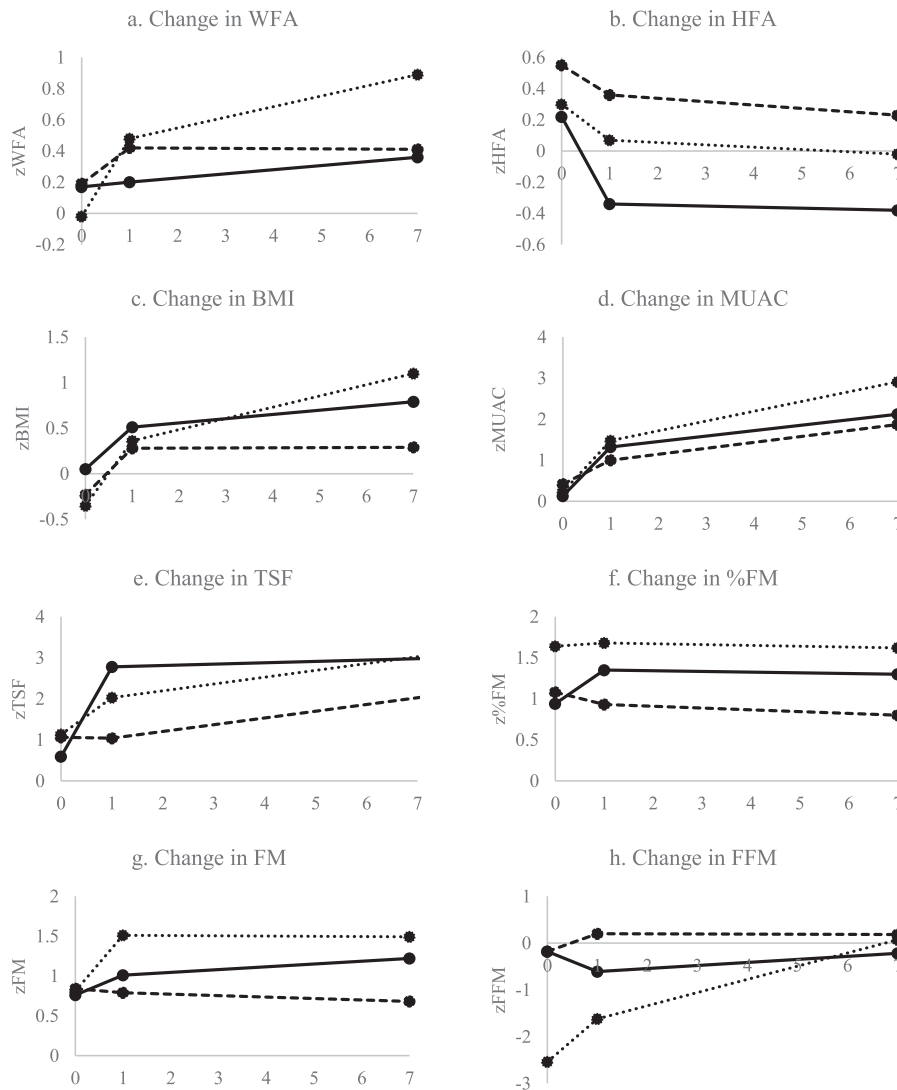 a. Change in WFA
1
0.8
0.6
0.4
0.2
0
-0.2
zWFA
0 1 2 3 4 5 6 7
b. Change in HFA
0.6
0.4
0.2
0
-0.2
-0.4
-0.6
zHFA
0 1 2 3 4 5 6 7
c. Change in BMI
1.5
1
0.5
0
-0.5
zBMI
0 1 2 3 4 5 6 7
d. Change in MUAC
4
3
2
1
0
zMUAC
0 1 2 3 4 5 6 7
e. Change in TSF
4
3
2
1
0
zTSF
0 1 2 3 4 5 6 7
f. Change in %FM
2
1.5
1
0.5
0
z%FM
0 1 2 3 4 5 6 7
g. Change in FM
2
1.5
1
0.5
0
zFM
0 1 2 3 4 5 6 7
h. Change in FFM
1
0
-1
-2
-3
zFFM
0 1 2 3 4 5 6 7